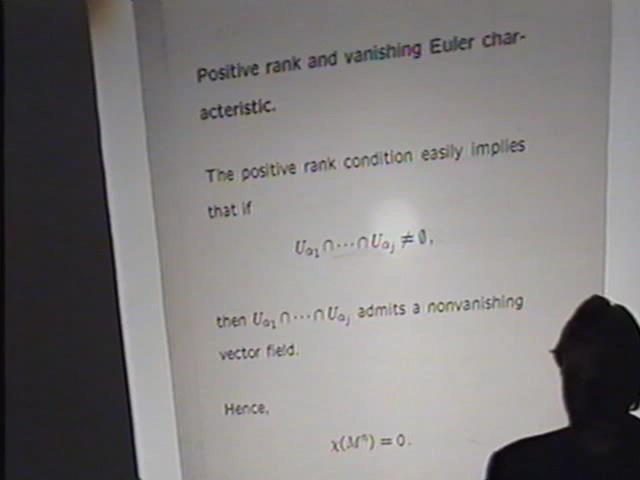 Positive rank and vanishing Euler char-
acteristic.
The positive rank condition easily implies
that if
U_{α_1} ∩ ⋯ ∩ U_{α_j} ≠ ∅,
then U_{α_1} ∩ ⋯ ∩ U_{α_j} admits a nonvanishing
vector field.
Hence,
χ(M^n) = 0.